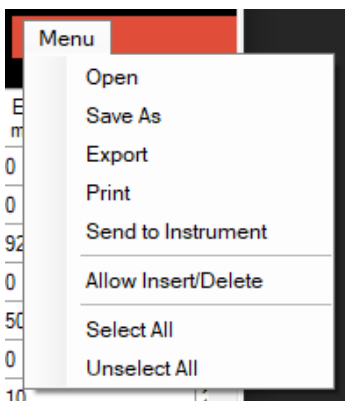 Menu
Open
Save As
Export
Print
Send to Instrument
Allow Insert/Delete
Select All
Unselect All
E
m
0
0
92
0
50
0
10